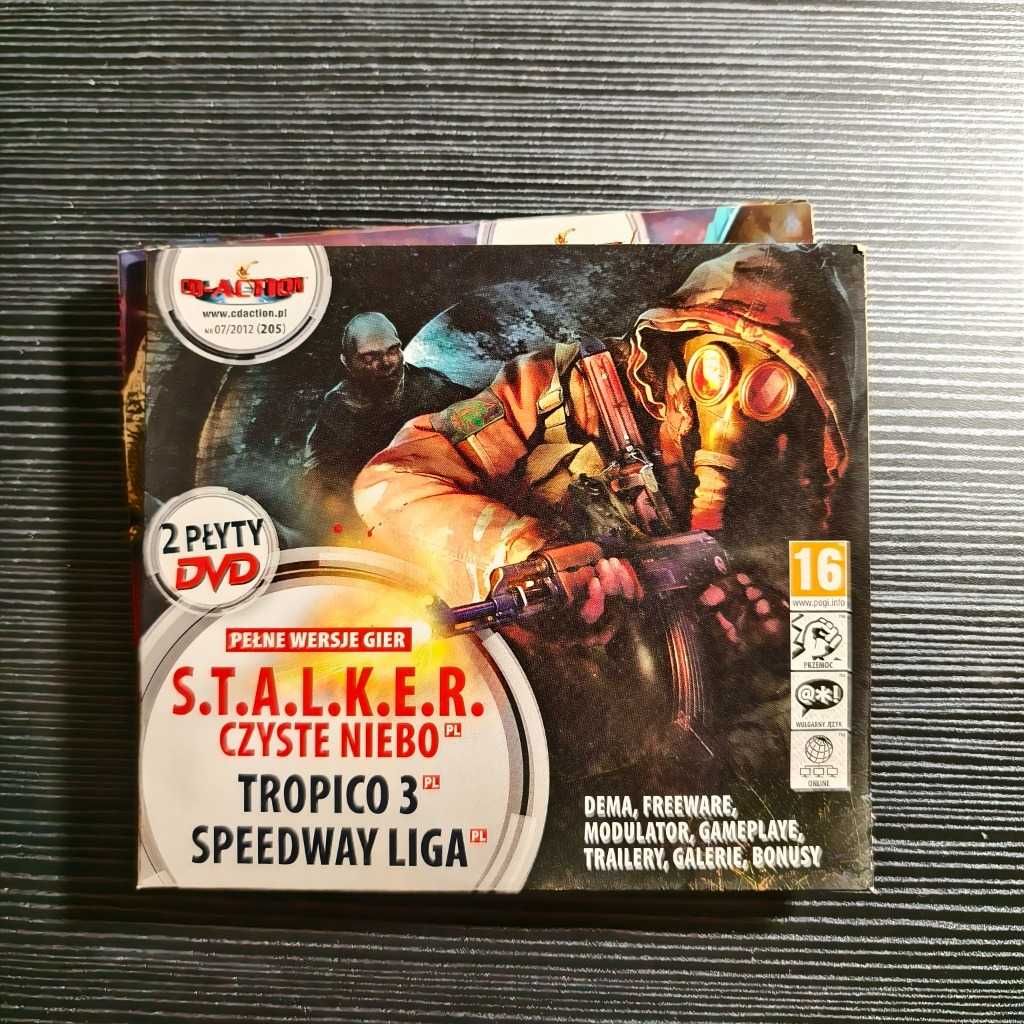 CD-ACTION
www.cdaction.pl
NR 07/2012 (205)
2 PŁYTY
DVD
PEŁNE WERSJE GIER
S.T.A.L.K.E.R.
CZYSTE NIEBO PL
TROPICO 3 PL
SPEEDWAY LIGA PL
16
www.pegi.info
PRZEMOC
@*!
WULGARNY JĘZYK
ONLINE
DEMA, FREEWARE,
MODULATOR, GAMEPLAYE,
TRAILERY, GALERIE, BONUSY